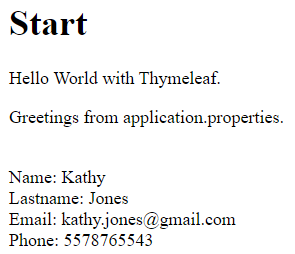 Start
Hello World with Thymeleaf.
Greetings from application.properties.
Name: Kathy
Lastname: Jones
Email: kathy.jones@gmail.com
Phone: 5578765543